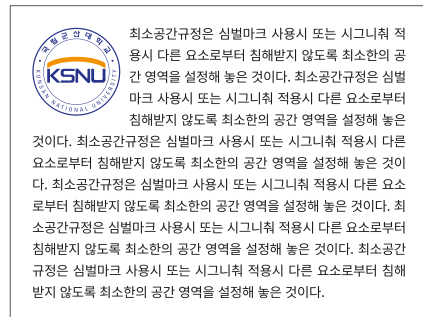 국립군산대학교
KSNU
KUNSAN NATIONAL UNIVERSITY
최소공간규정은 심벌마크 사용시 또는 시그니춰 적
용시 다른 요소로부터 침해받지 않도록 최소한의 공
간 영역을 설정해 놓은 것이다. 최소공간규정은 심벌
마크 사용시 또는 시그니춰 적용시 다른 요소로부터
침해받지 않도록 최소한의 공간 영역을 설정해 놓은
것이다. 최소공간규정은 심벌마크 사용시 또는 시그니춰 적용시 다른
요소로부터 침해받지 않도록 최소한의 공간 영역을 설정해 놓은 것이
다. 최소공간규정은 심벌마크 사용시 또는 시그니춰 적용시 다른 요소
로부터 침해받지 않도록 최소한의 공간 영역을 설정해 놓은 것이다. 최
소공간규정은 심벌마크 사용시 또는 시그니춰 적용시 다른 요소로부터
침해받지 않도록 최소한의 공간 영역을 설정해 놓은 것이다. 최소공간
규정은 심벌마크 사용시 또는 시그니춰 적용시 다른 요소로부터 침해
받지 않도록 최소한의 공간 영역을 설정해 놓은 것이다.